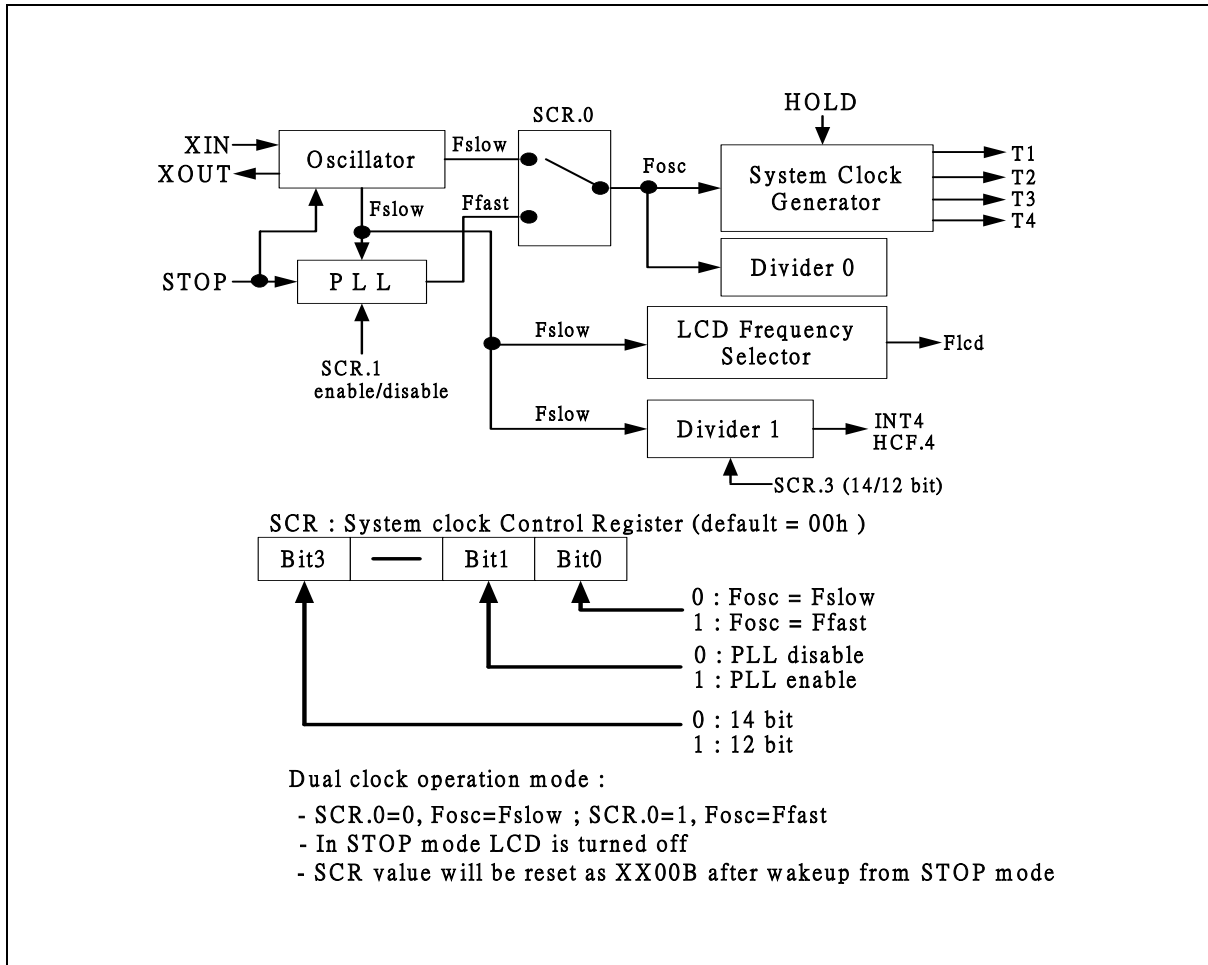 HOLD
SCR.0
XIN
XOUT
Oscillator
Fslow
Fosc
System Clock
Generator
T1
T2
T3
T4
Fslow
Ffast
STOP
P L L
Divider 0
SCR.1
enable/disable
Fslow
LCD Frequency
Selector
Flcd
Fslow
Divider 1
INT4
HCF.4
SCR.3 (14/12 bit)
SCR : System clock Control Register (default = 00h )
Bit3 — Bit1 Bit0
0 : Fosc = Fslow
1 : Fosc = Ffast
0 : PLL disable
1 : PLL enable
0 : 14 bit
1 : 12 bit
Dual clock operation mode :
- SCR.0=0, Fosc=Fslow ; SCR.0=1, Fosc=Ffast
- In STOP mode LCD is turned off
- SCR value will be reset as XX00B after wakeup from STOP mode